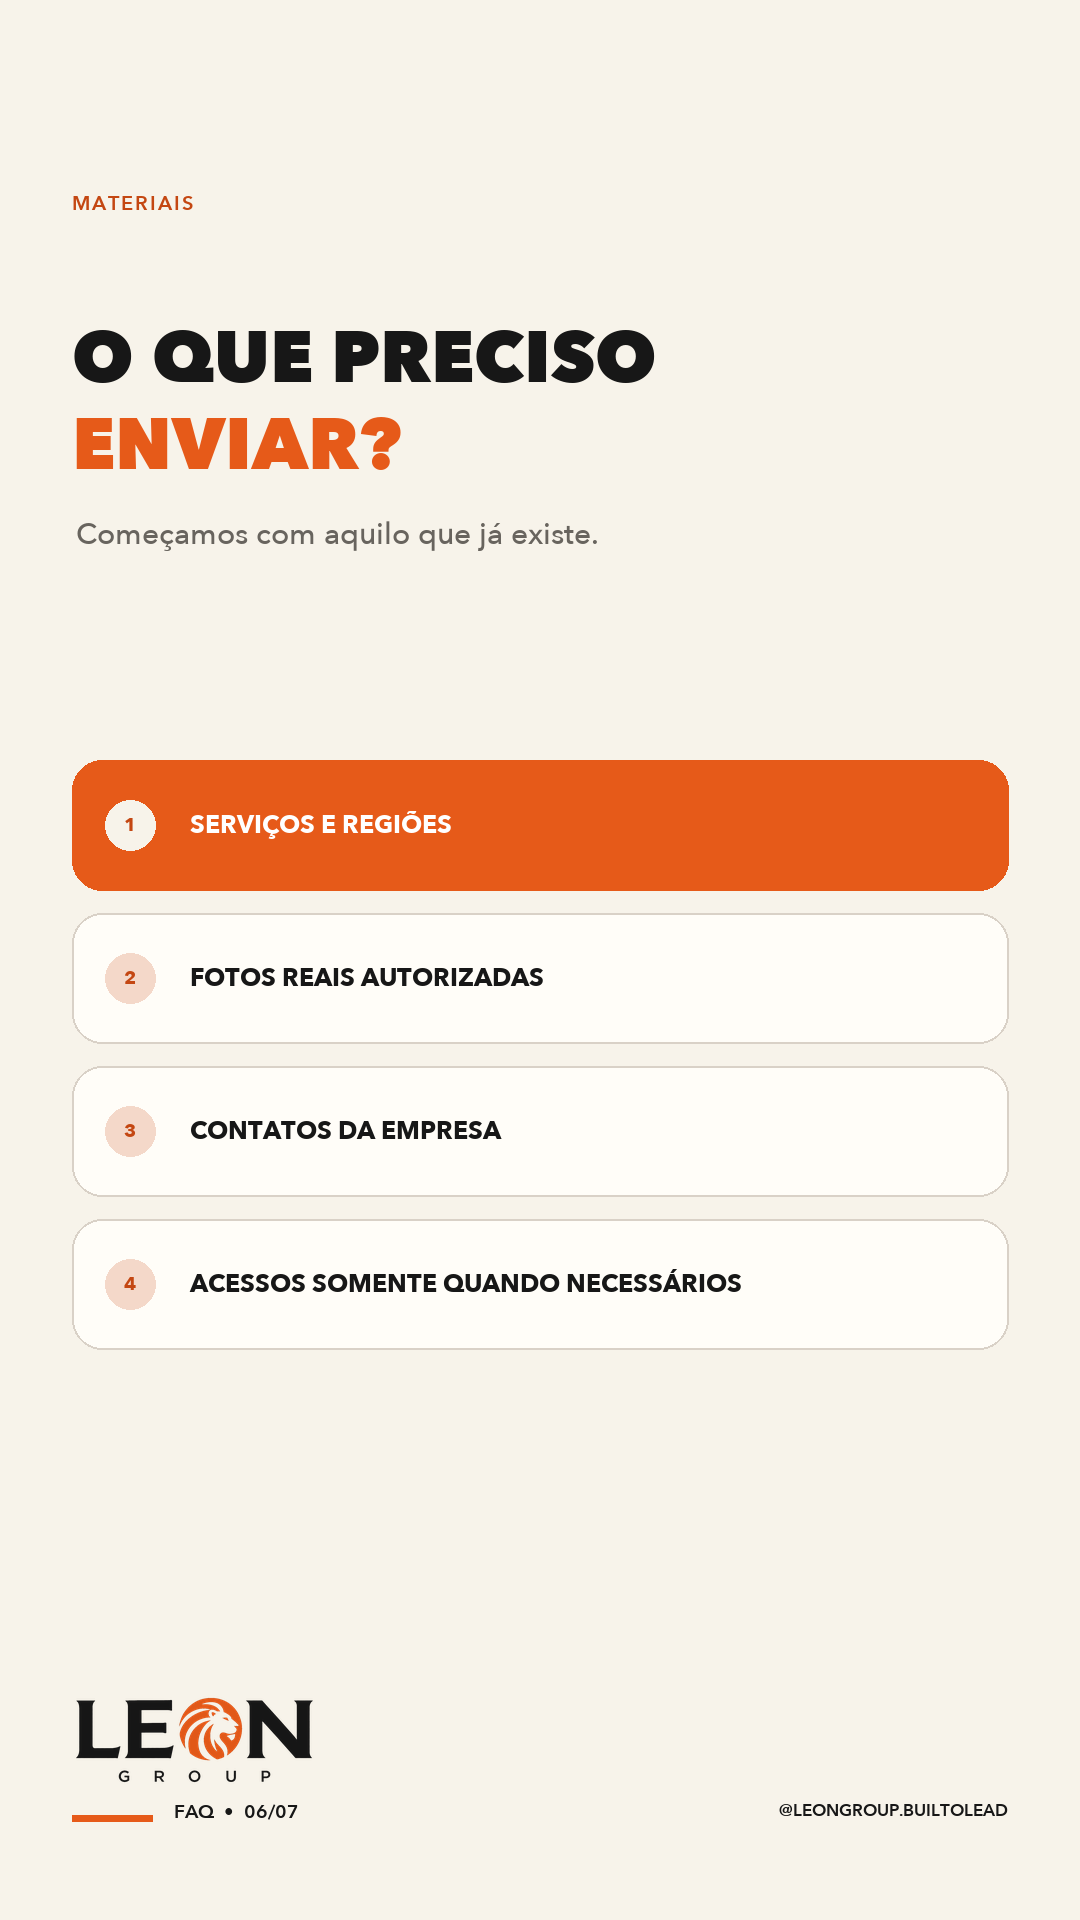 MATERIAIS
O QUE PRECISO
ENVIAR?
Começamos com aquilo que já existe.
1 SERVIÇOS E REGIÕES
2 FOTOS REAIS AUTORIZADAS
3 CONTATOS DA EMPRESA
4 ACESSOS SOMENTE QUANDO NECESSÁRIOS
LEON
GROUP
FAQ • 06/07
@LEONGROUP.BUILTOLEAD